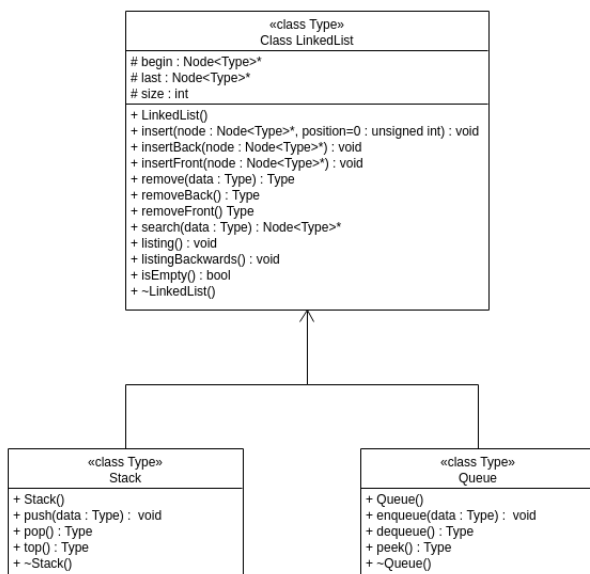 «class Type»
Class LinkedList
# begin : Node<Type>*
# last : Node<Type>*
# size : int
+ LinkedList()
+ insert(node : Node<Type>*, position=0 : unsigned int) : void
+ insertBack(node : Node<Type>*) : void
+ insertFront(node : Node<Type>*) : void
+ remove(data : Type) : Type
+ removeBack() : Type
+ removeFront() Type
+ search(data : Type) : Node<Type>*
+ listing() : void
+ listingBackwards() : void
+ isEmpty() : bool
+ ~LinkedList()
«class Type»
Stack
+ Stack()
+ push(data : Type) : void
+ pop() : Type
+ top() : Type
+ ~Stack()
«class Type»
Queue
+ Queue()
+ enqueue(data : Type) : void
+ dequeue() : Type
+ peek() : Type
+ ~Queue()